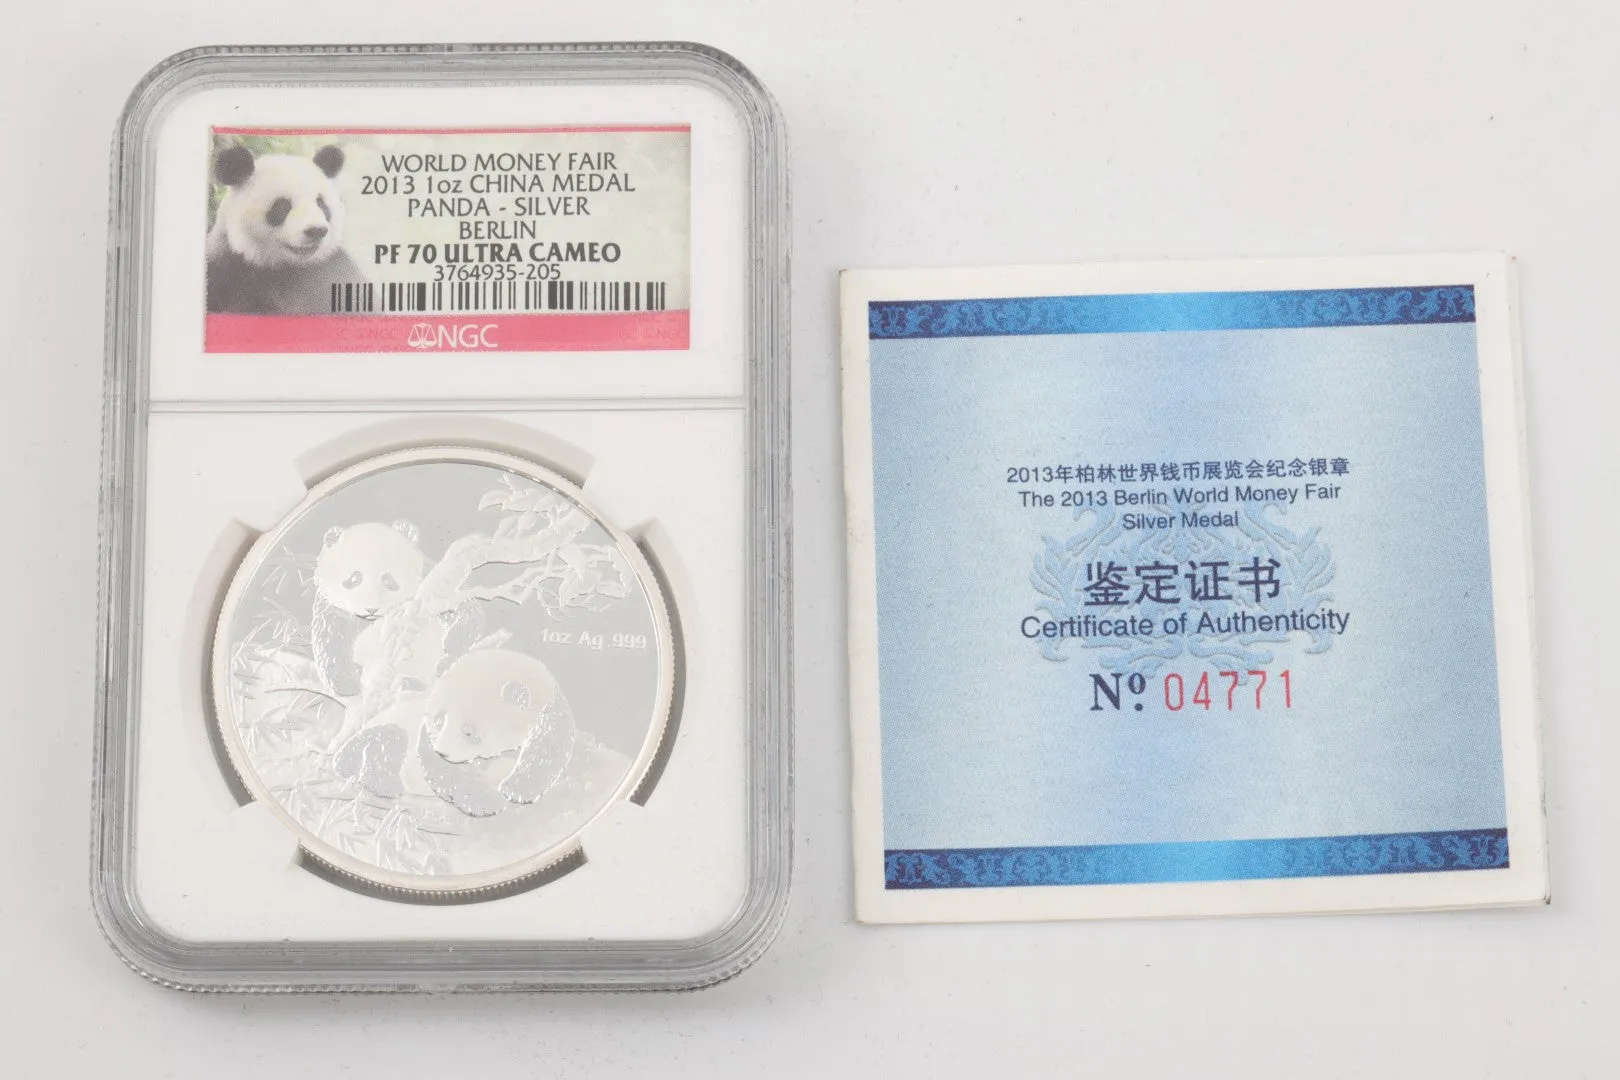 WORLD MONEY FAIR
2013 1oz CHINA MEDAL
PANDA - SILVER
BERLIN
PF 70 ULTRA CAMEO
3764935-205
NGC
1oz Ag .999
2013年柏林世界钱币展览会纪念银章
The 2013 Berlin World Money Fair
Silver Medal
鉴定证书
Certificate of Authenticity
Nº. 04771